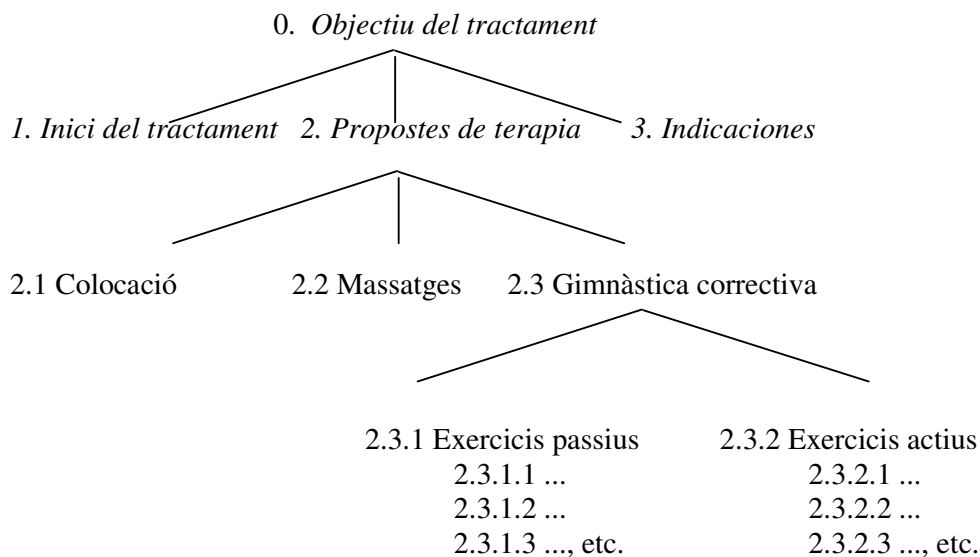 0. Objectiu del tractament
1. Inici del tractament 2. Propostes de terapia 3. Indicaciones
2.1 Colocació 2.2 Massatges 2.3 Gimnàstica correctiva
2.3.1 Exercicis passius 2.3.2 Exercicis actius
2.3.1.1 ... 2.3.2.1 ...
2.3.1.2 ... 2.3.2.2 ...
2.3.1.3 ..., etc. 2.3.2.3 ..., etc.